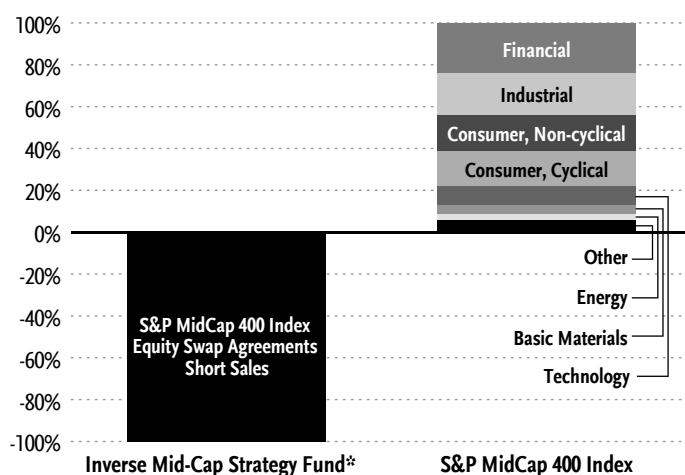 100%
80%
60%
40%
20%
0%
-20%
-40%
-60%
-80%
-100%
S&P MidCap 400 Index
Equity Swap Agreements
Short Sales
Financial
Industrial
Consumer, Non-cyclical
Consumer, Cyclical
Other
Energy
Basic Materials
Technology
Inverse Mid-Cap Strategy Fund*
S&P MidCap 400 Index